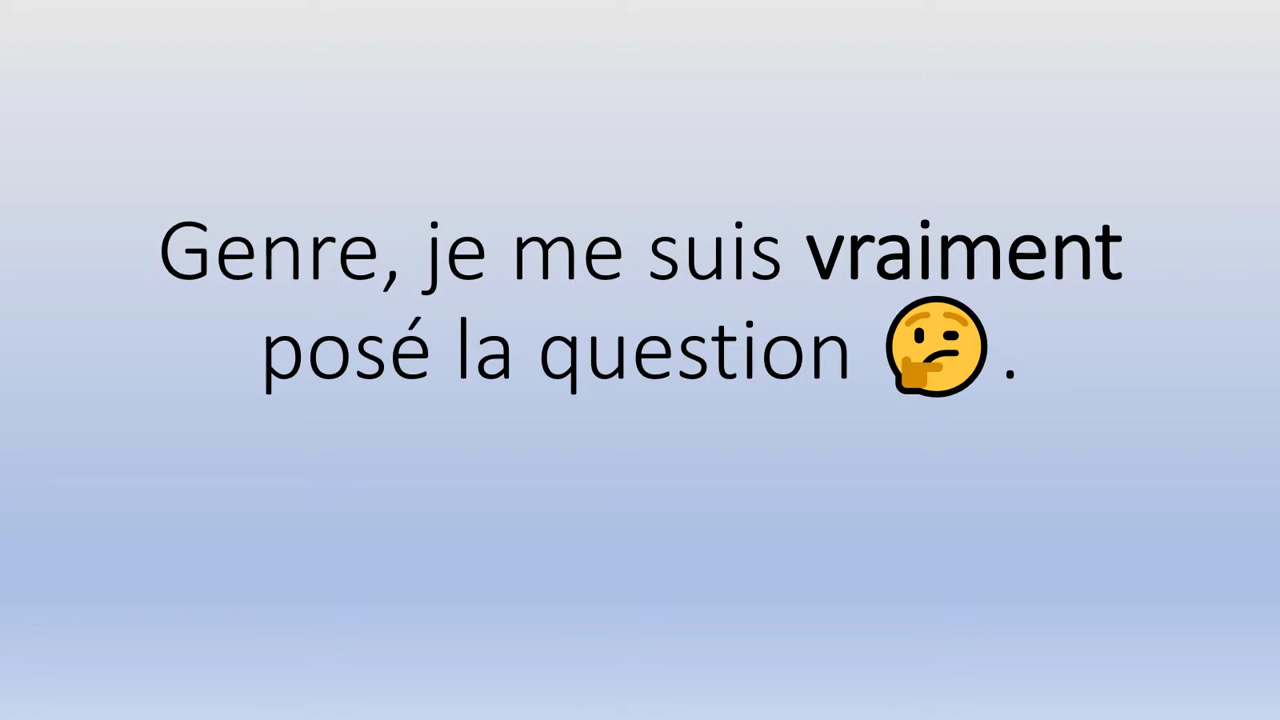 Genre, je me suis vraiment
posé la question 🤔.